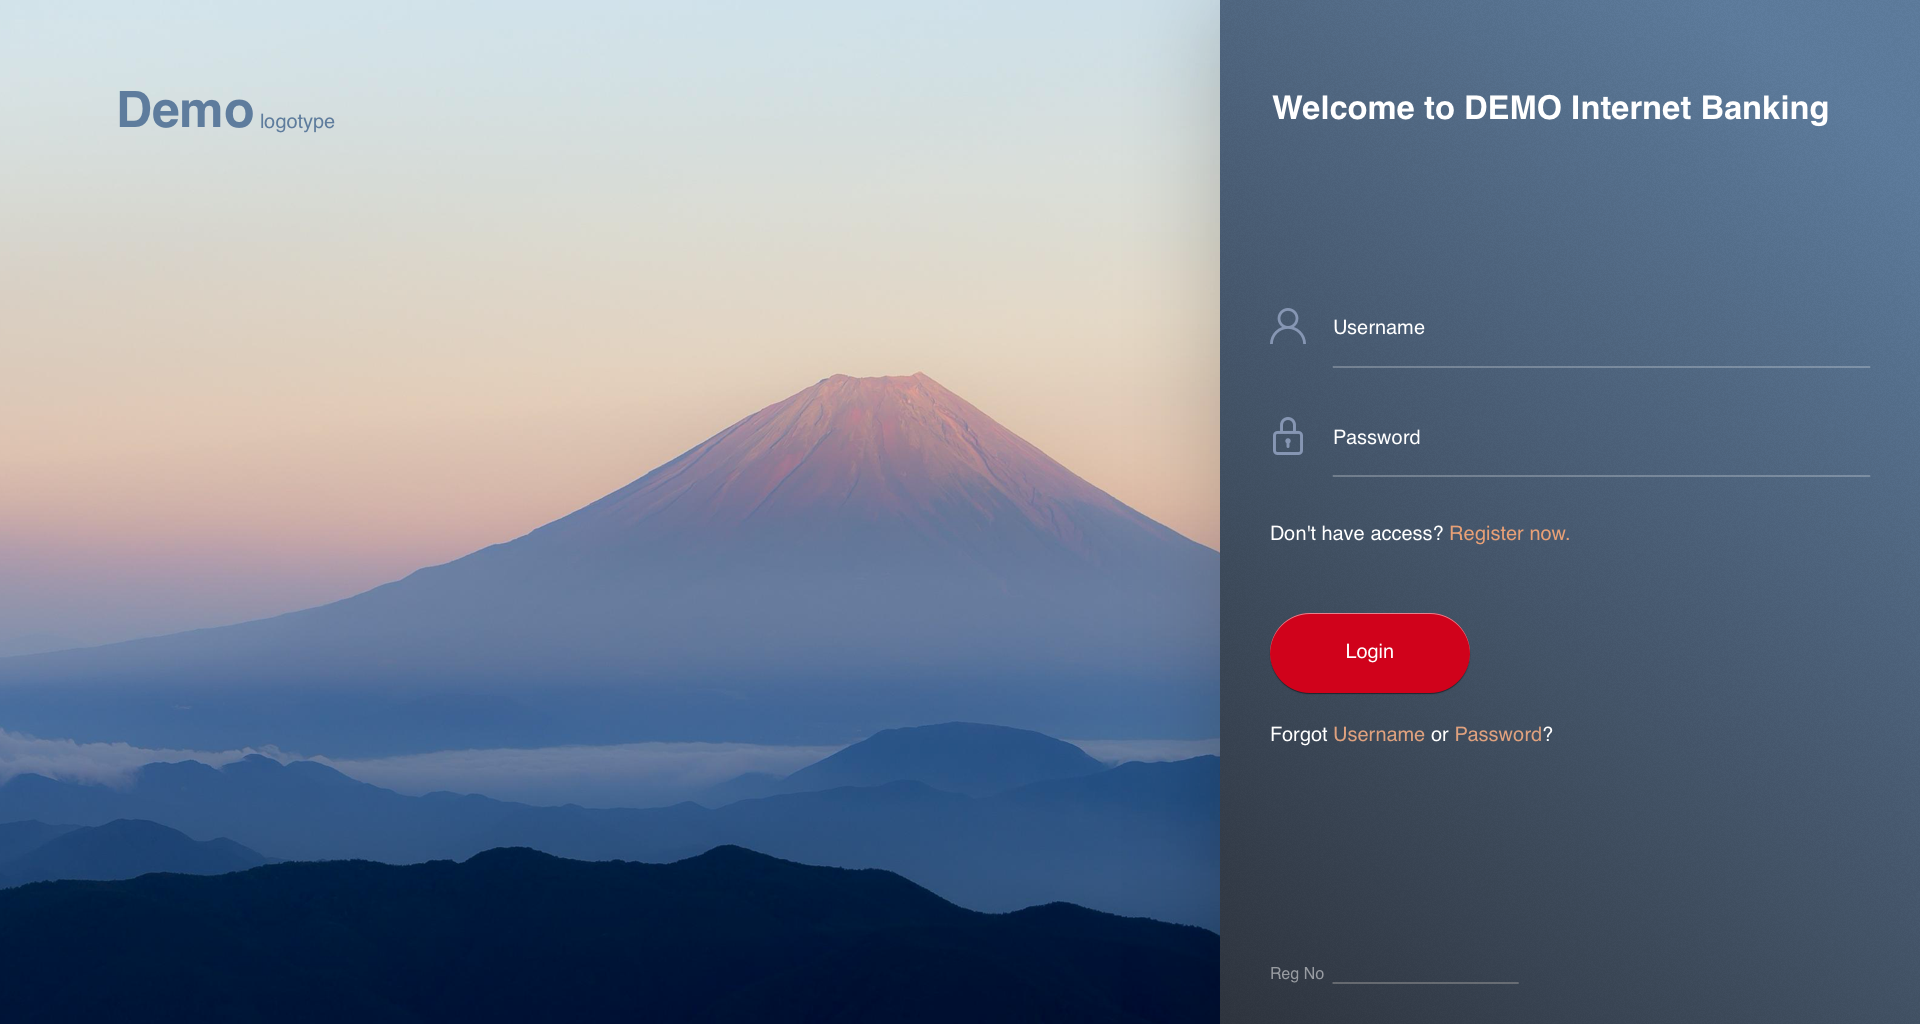 Demo logotype
Welcome to DEMO Internet Banking
Username
Password
Don't have access? Register now.
Login
Forgot Username or Password?
Reg No